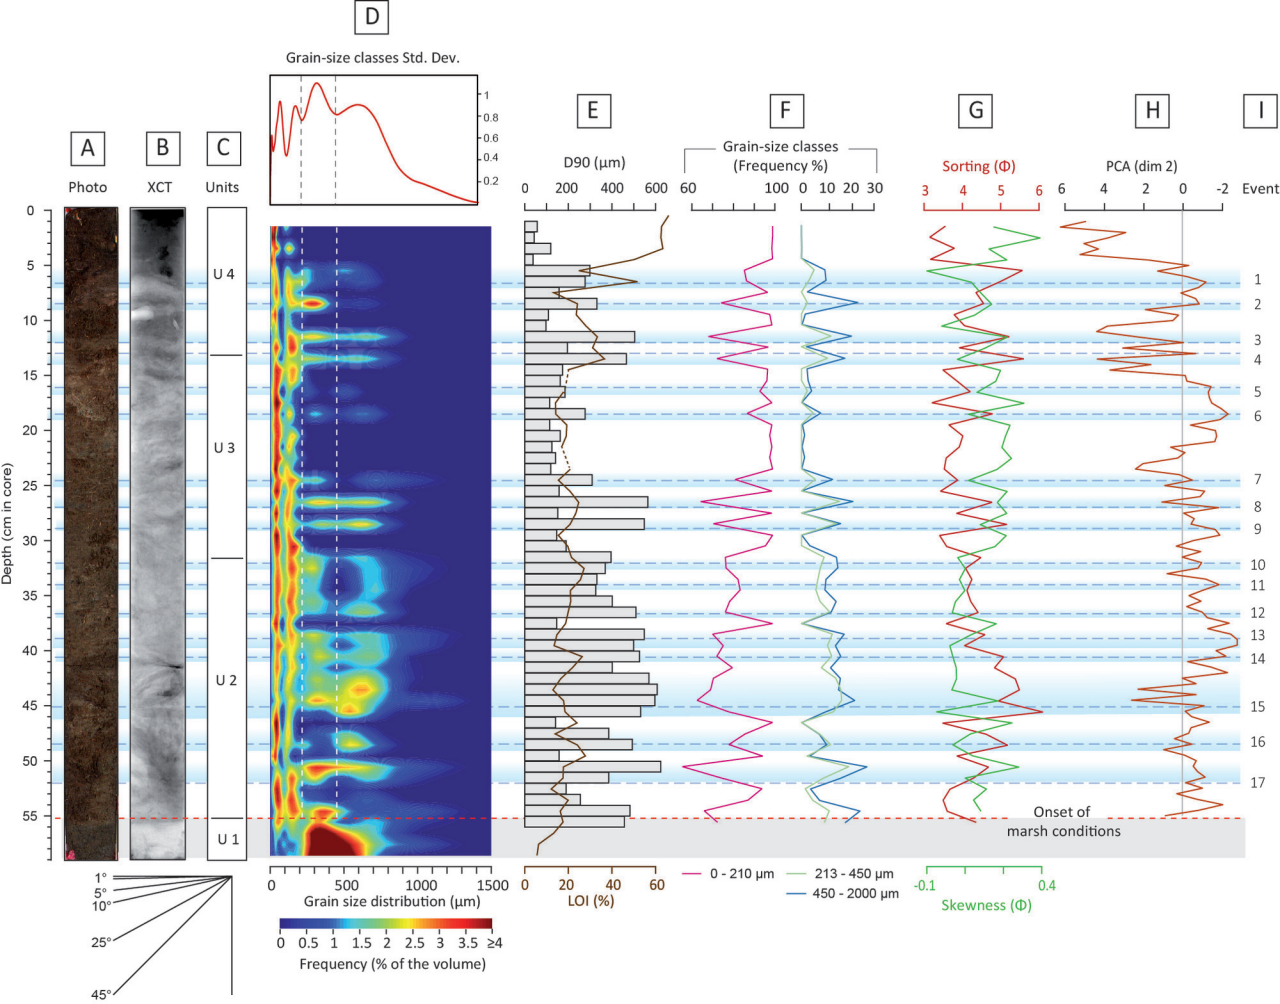 D
Grain-size classes Std. Dev.
1
0.8
0.6
0.4
0.2
A
B
C
E
F
G
H
I
Photo
XCT
Units
D90 (µm)
0 200 400 600
Grain-size classes
(Frequency %)
60 100 0 10 20 30
Sorting (Φ)
3 4 5 6
PCA (dim 2)
6 4 2 0 -2
Event
Depth (cm in core)
0
5
10
15
20
25
30
35
40
45
50
55
U 4
U 3
U 2
U 1
1
2
3
4
5
6
7
8
9
10
11
12
13
14
15
16
17
Onset of
marsh conditions
1°
5°
10°
25°
45°
0 500 1000 1500
Grain size distribution (µm)
0 0.5 1 1.5 2 2.5 3 3.5 ≥4
Frequency (% of the volume)
0 20 40 60
LOI (%)
0 - 210 µm
213 - 450 µm
450 - 2000 µm
-0.1 0.4
Skewness (Φ)